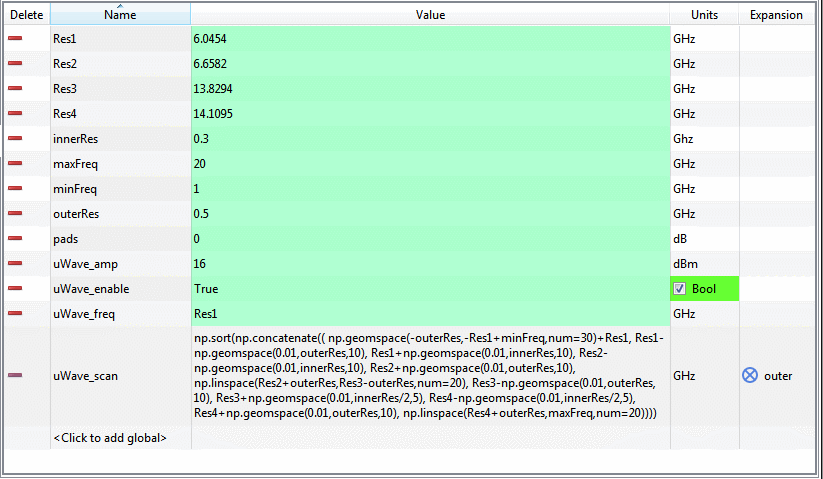 Delete Name Value Units Expansion
Res1 6.0454 GHz
Res2 6.6582 GHz
Res3 13.8294 GHz
Res4 14.1095 GHz
innerRes 0.3 Ghz
maxFreq 20 GHz
minFreq 1 GHz
outerRes 0.5 GHz
pads 0 dB
uWave_amp 16 dBm
uWave_enable True Bool
uWave_freq Res1 GHz
np.sort(np.concatenate(( np.geomspace(-outerRes,-Res1+minFreq,num=30)+Res1, Res1-
np.geomspace(0.01,outerRes,10), Res1+np.geomspace(0.01,innerRes,10), Res2-
np.geomspace(0.01,innerRes,10), Res2+np.geomspace(0.01,outerRes,10),
uWave_scan np.linspace(Res2+outerRes,Res3-outerRes,num=20), Res3-np.geomspace(0.01,outerRes, GHz outer
10), Res3+np.geomspace(0.01,innerRes/2,5), Res4-np.geomspace(0.01,innerRes/2,5),
Res4+np.geomspace(0.01,outerRes,10), np.linspace(Res4+outerRes,maxFreq,num=20))))
<Click to add global>